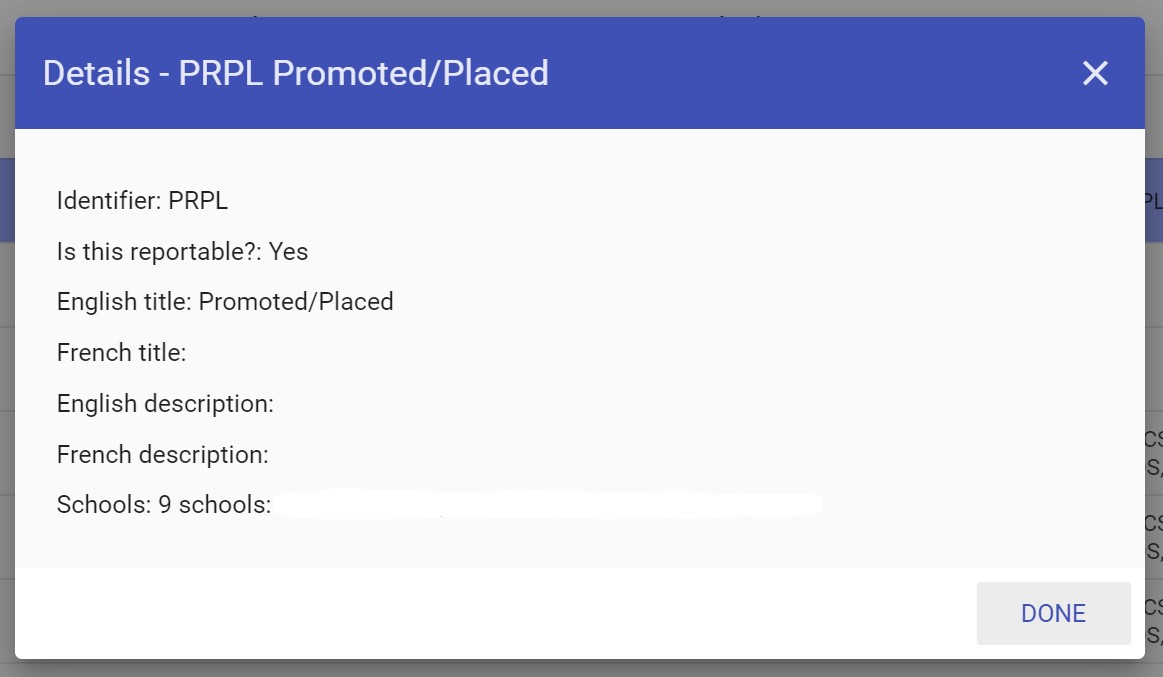 Details - PRPL Promoted/Placed
Identifier: PRPL
Is this reportable?: Yes
English title: Promoted/Placed
French title:
English description:
French description:
Schools: 9 schools:
DONE